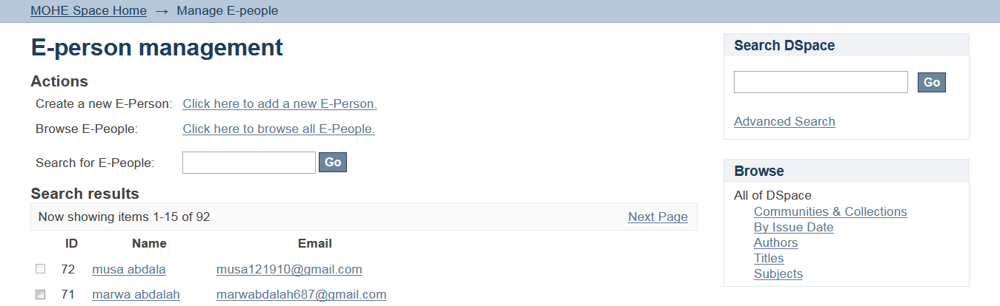 MOHE Space Home → Manage E-people
E-person management
Actions
Create a new E-Person: Click here to add a new E-Person.
Browse E-People: Click here to browse all E-People.
Search for E-People: Go
Search results
Now showing items 1-15 of 92 Next Page
ID Name Email
72 musa abdala musa121910@gmail.com
71 marwa abdalah marwabdalah687@gmail.com
Search DSpace
Go
Advanced Search
Browse
All of DSpace
Communities & Collections
By Issue Date
Authors
Titles
Subjects